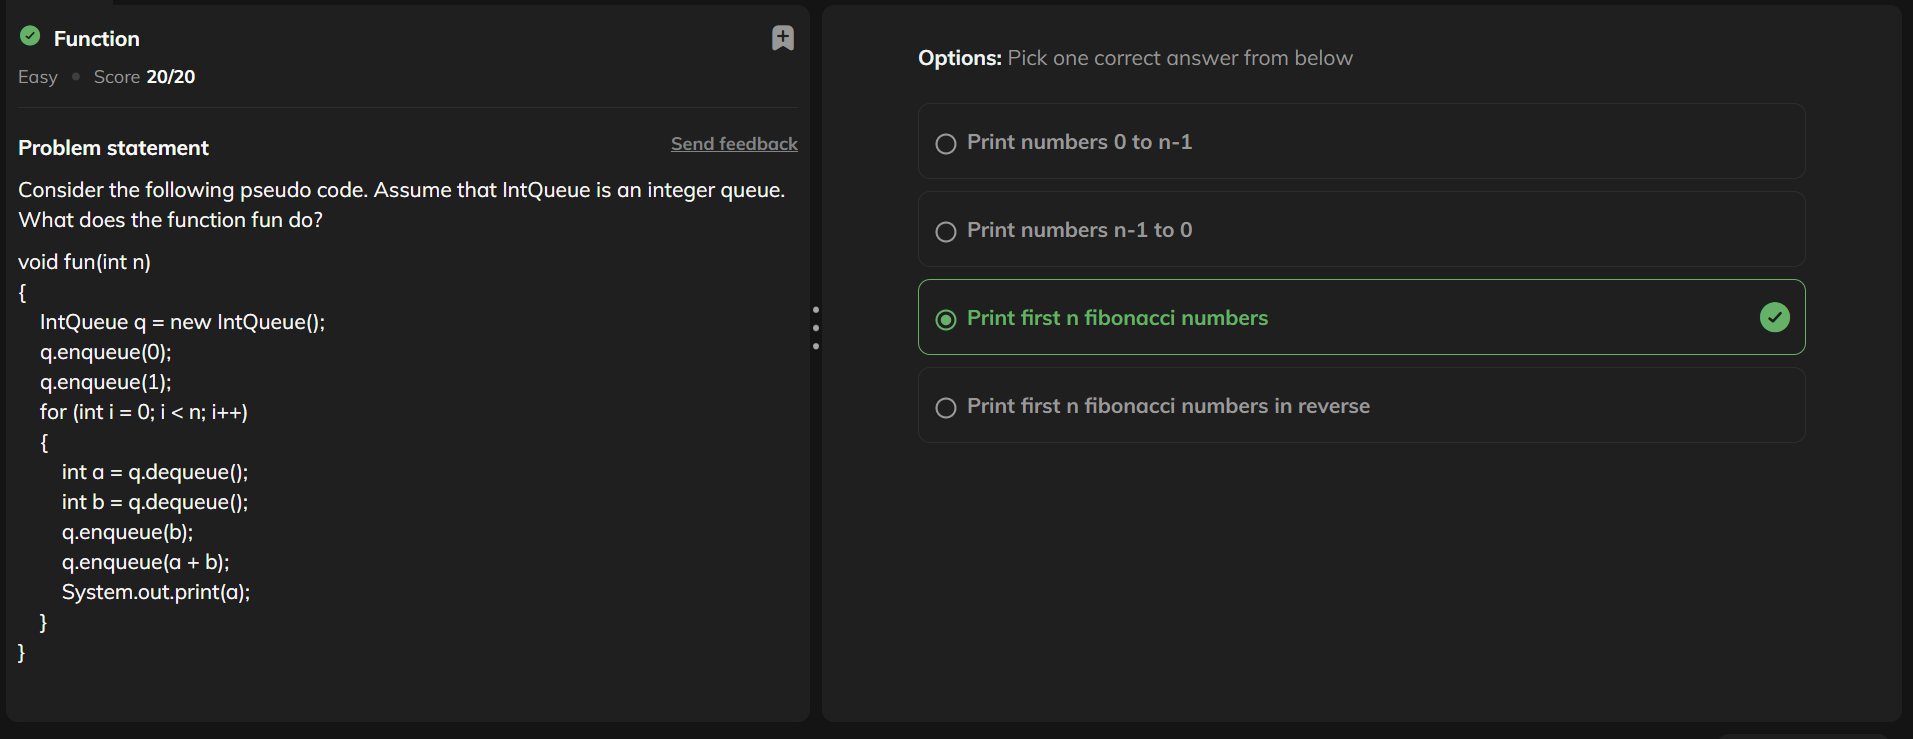 Function
Easy • Score 20/20
Problem statement
Send feedback
Consider the following pseudo code. Assume that IntQueue is an integer queue.
What does the function fun do?
void fun(int n)
{
IntQueue q = new IntQueue();
q.enqueue(0);
q.enqueue(1);
for (int i = 0; i < n; i++)
{
int a = q.dequeue();
int b = q.dequeue();
q.enqueue(b);
q.enqueue(a + b);
System.out.print(a);
}
}
Options: Pick one correct answer from below
Print numbers 0 to n-1
Print numbers n-1 to 0
Print first n fibonacci numbers
Print first n fibonacci numbers in reverse